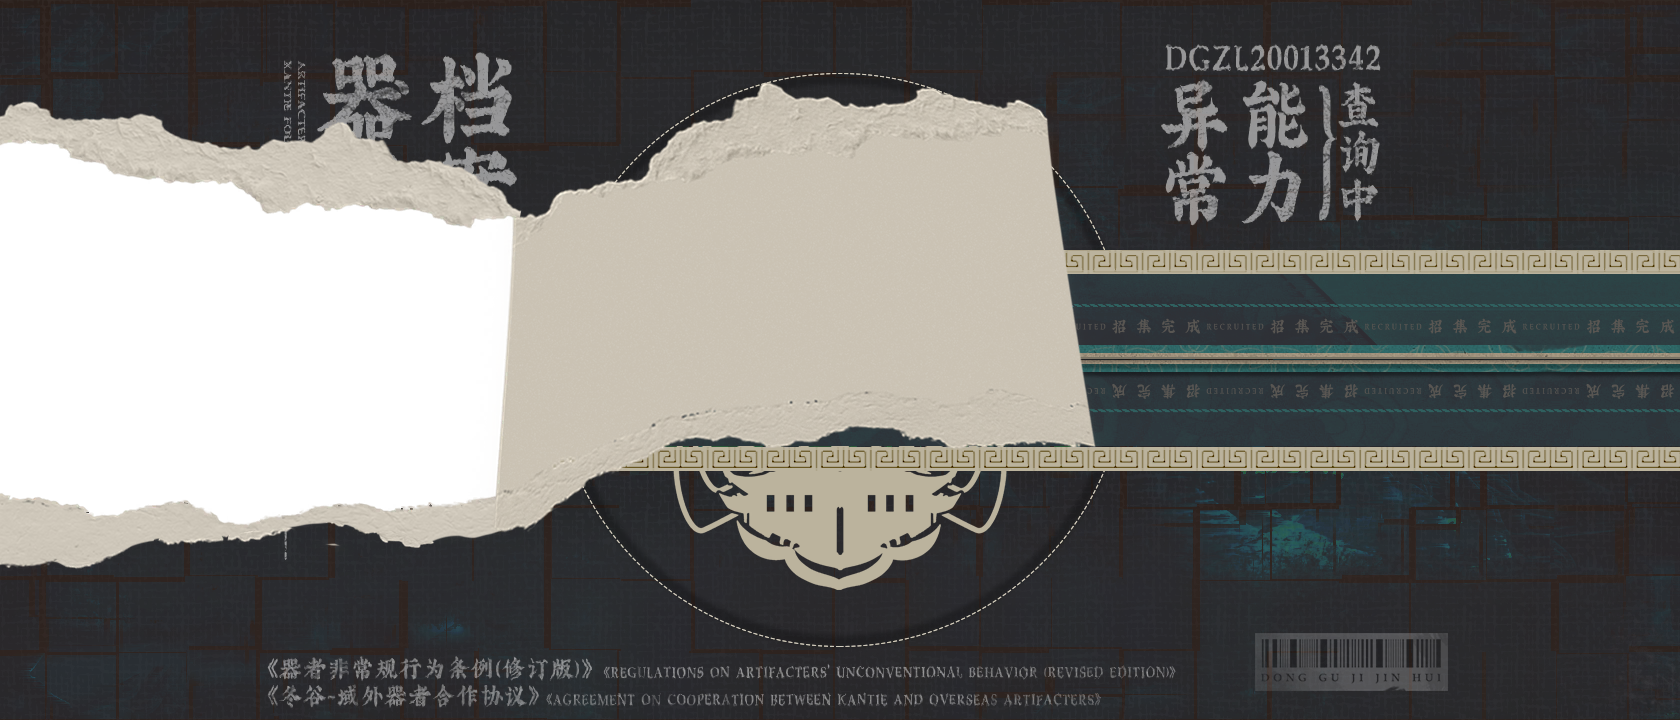 档
器
ARTIFACTER
KANTIE FOR
DGZL20013342
查询中
能力
异常
RECRUITED 招集完成 RECRUITED 招集完成 RECRUITED 招集完成 RECRUITED 招集完成
招集完成 RECRUITED 招集完成 RECRUITED 招集完成 RECRUITED 招集完成
《器者非常规行为条例(修订版)》《REGULATIONS ON ARTIFACTERS' UNCONVENTIONAL BEHAVIOR (REVISED EDITION)》
《冬谷~域外器者合作协议》《AGREEMENT ON COOPERATION BETWEEN KANTIE AND OVERSEAS ARTIFACTERS》
DONG GU JI JIN HUI